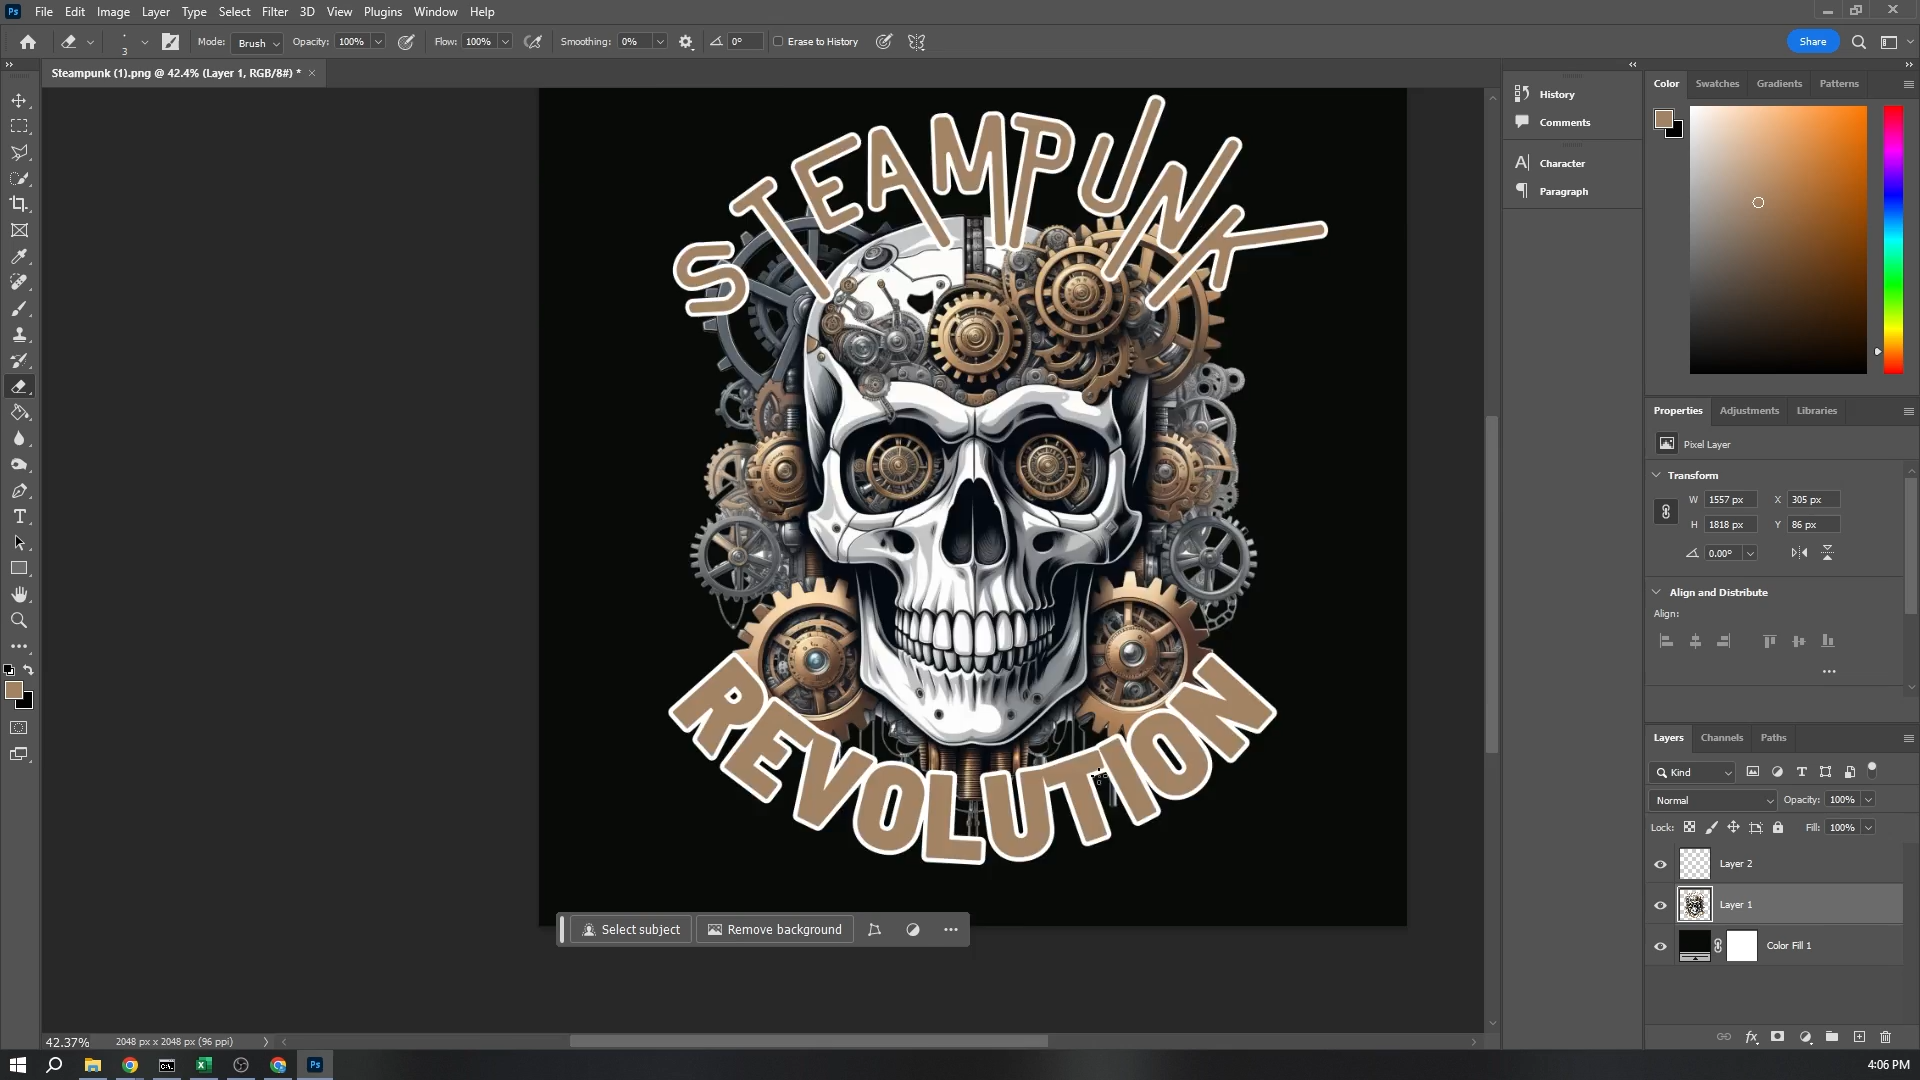 Ps File Edit Image Layer Type Select Filter 3D View Plugins Window Help
3 Mode: Brush Opacity: 100% Flow: 100% Smoothing: 0% 0° Erase to History Share
Steampunk (1).png @ 42.4% (Layer 1, RGB/8#) *
STEAMPUNK
REVOLUTION
Select subject Remove background
42.37% 2048 px x 2048 px (96 ppi)
History
Comments
Character
Paragraph
Color Swatches Gradients Patterns
Properties Adjustments Libraries
Pixel Layer
Transform
W 1557 px X 305 px
H 1818 px Y 86 px
0.00°
Align and Distribute
Align:
Layers Channels Paths
Kind
Normal Opacity: 100%
Lock: Fill: 100%
Layer 2
Layer 1
Color Fill 1
Ps
4:06 PM